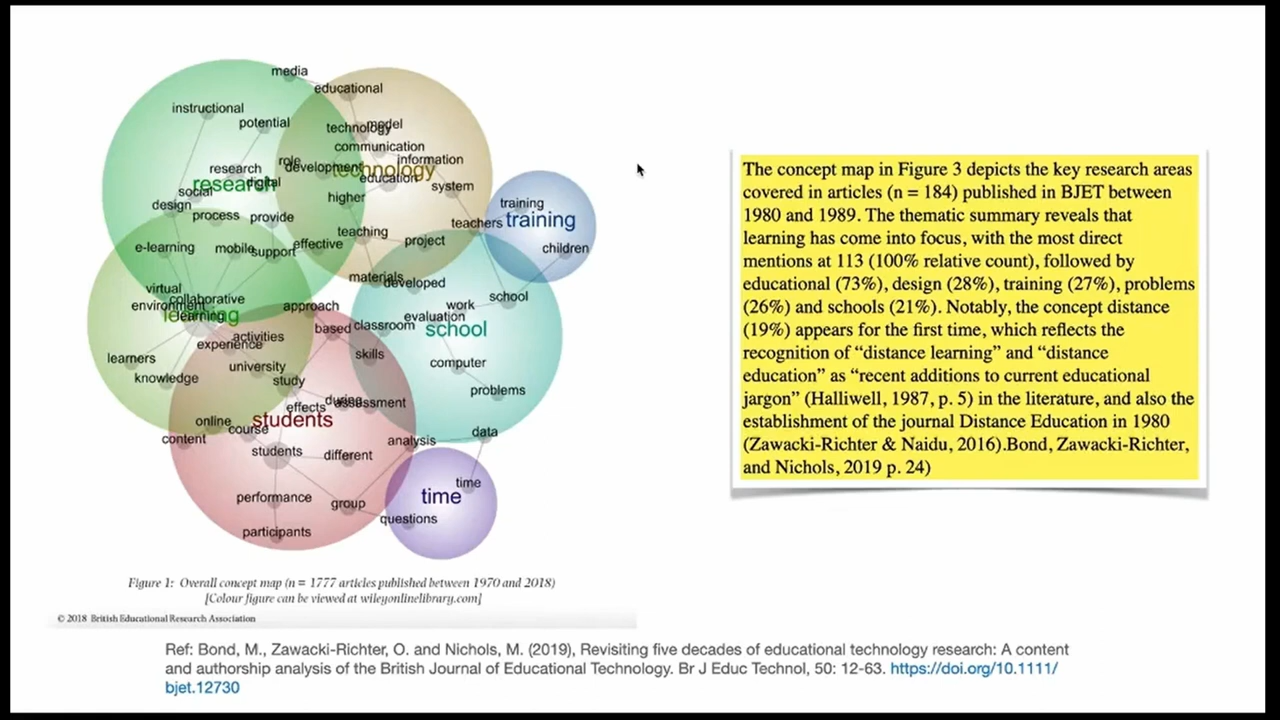 media
educational
instructional
potential
technology
model
communication
role
development
technology
information
research
education
research
digital
social
system
design
higher
process
provide
training
teachers
training
teaching
project
e-learning
mobile
support
effective
children
materials
developed
virtual
environment
collaborative
learning
learning
approach
work
school
evaluation
based
classroom
school
activities
experience
skills
learners
university
computer
knowledge
study
problems
effects
during
assessment
online
students
course
content
analysis
data
students
different
time
time
performance
group
questions
participants
Figure 1: Overall concept map (n = 1777 articles published between 1970 and 2018)
[Colour figure can be viewed at wileyonlinelibrary.com]
© 2018 British Educational Research Association
The concept map in Figure 3 depicts the key research areas
covered in articles (n = 184) published in BJET between
1980 and 1989. The thematic summary reveals that
learning has come into focus, with the most direct
mentions at 113 (100% relative count), followed by
educational (73%), design (28%), training (27%), problems
(26%) and schools (21%). Notably, the concept distance
(19%) appears for the first time, which reflects the
recognition of “distance learning” and “distance
education” as “recent additions to current educational
jargon” (Halliwell, 1987, p. 5) in the literature, and also the
establishment of the journal Distance Education in 1980
(Zawacki-Richter & Naidu, 2016).Bond, Zawacki-Richter,
and Nichols, 2019 p. 24)
Ref: Bond, M., Zawacki-Richter, O. and Nichols, M. (2019), Revisiting five decades of educational technology research: A content
and authorship analysis of the British Journal of Educational Technology. Br J Educ Technol, 50: 12-63. https://doi.org/10.1111/
bjet.12730